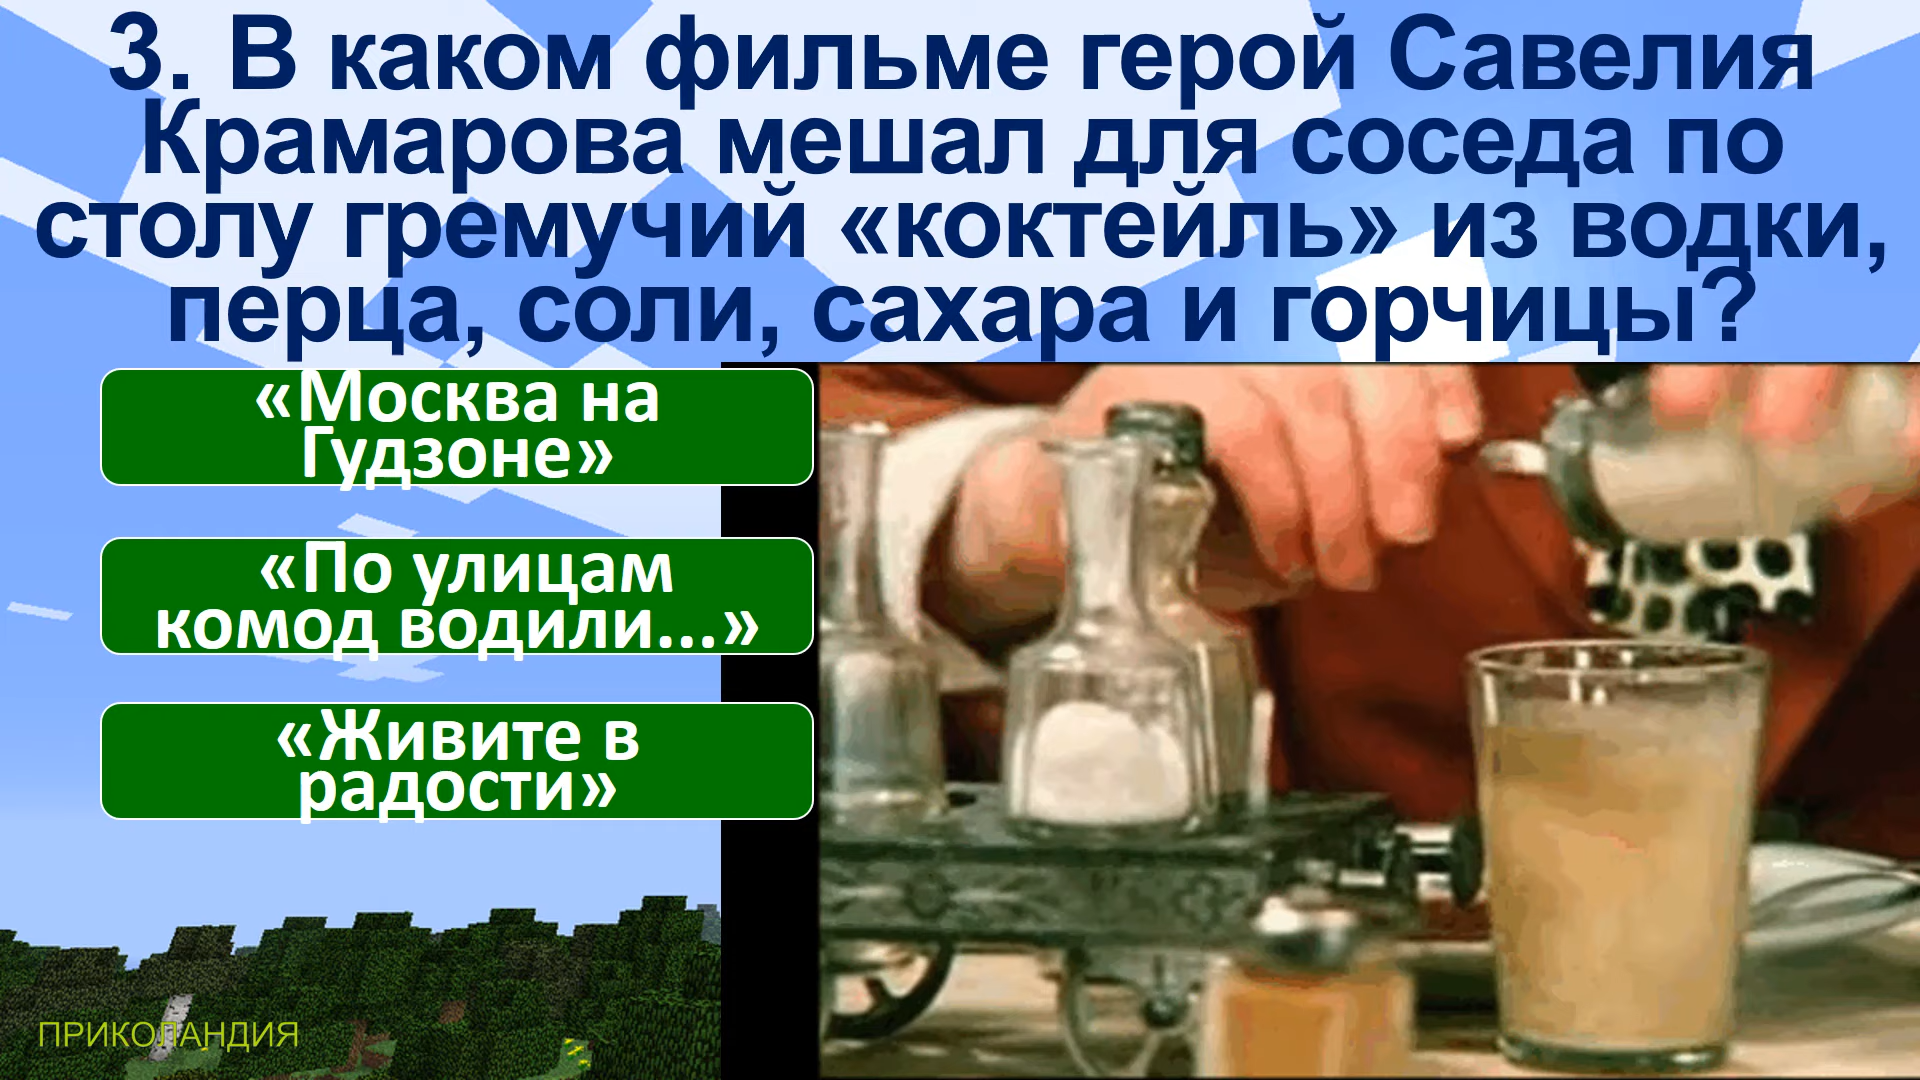 3. В каком фильме герой Савелия
Крамарова мешал для соседа по
столу гремучий «коктейль» из водки,
перца, соли, сахара и горчицы?
«Москва на
Гудзоне»
«По улицам
комод водили...»
«Живите в
радости»
ПРИКОЛАНДИЯ